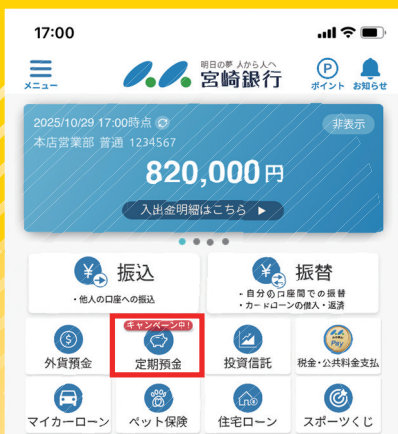 17:00
明日の夢 人から人へ
宮崎銀行
メニュー
P
ポイント
お知らせ
2025/10/29 17:00時点
非表示
本店営業部 普通 1234567
820,000円
入出金明細はこちら ▶
振込
・他人の口座への振込
振替
・自分の口座間での振替
・カードローンの借入・返済
キャンペーン中!
外貨預金
定期預金
投資信託
Pay
税金・公共料金支払
マイカーローン
ペット保険
住宅ローン
スポーツくじ